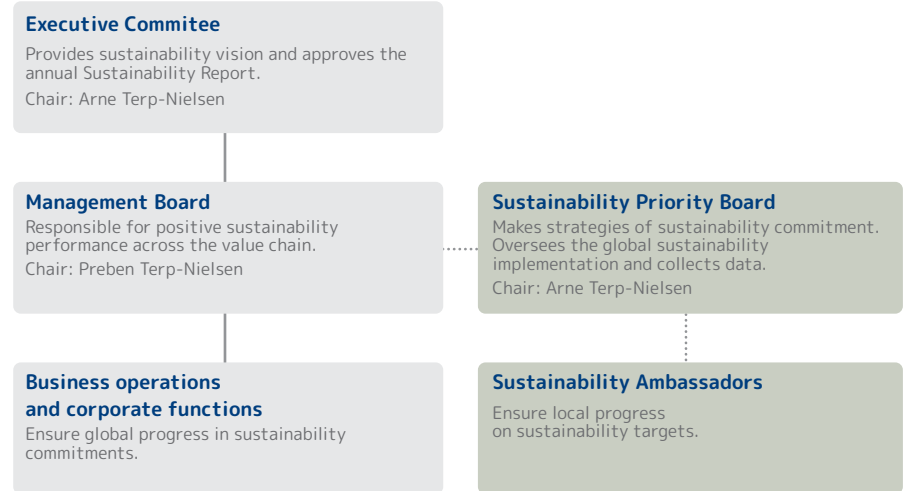 Executive Commitee
Provides sustainability vision and approves the
annual Sustainability Report.
Chair: Arne Terp-Nielsen
Management Board
Responsible for positive sustainability
performance across the value chain.
Chair: Preben Terp-Nielsen
Sustainability Priority Board
Makes strategies of sustainability commitment.
Oversees the global sustainability
implementation and collects data.
Chair: Arne Terp-Nielsen
Business operations
and corporate functions
Ensure global progress in sustainability
commitments.
Sustainability Ambassadors
Ensure local progress
on sustainability targets.